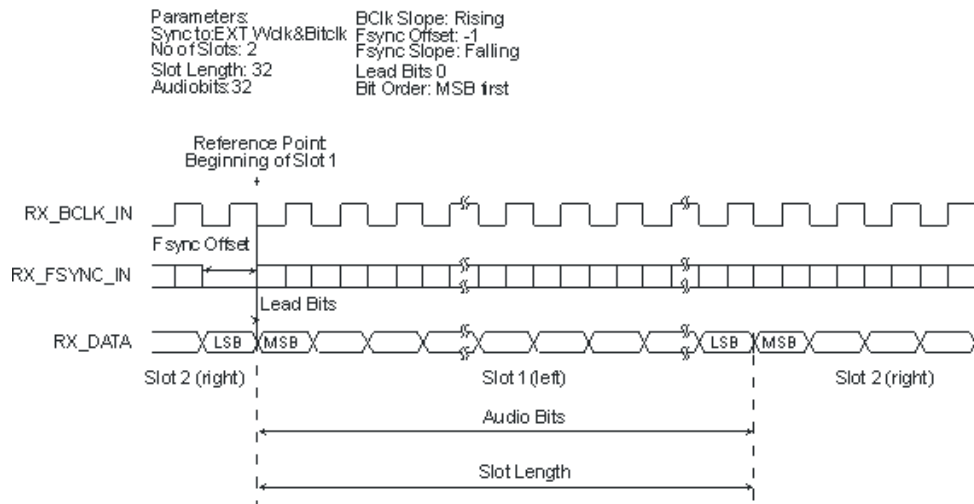 Parameters:
Sync to:EXT Wclk&Bitclk
No of Slots: 2
Slot Length: 32
Audiobits:32
BClk Slope: Rising
Fsync Offset: -1
Fsync Slope: Falling
Lead Bits 0
Bit Order: MSB first
Reference Point
Beginning of Slot 1
RX_BCLK_IN
Fsync Offset
RX_FSYNC_IN
Lead Bits
RX_DATA
LSB MSB LSB MSB
Slot 2 (right) Slot 1 (left) Slot 2 (right)
Audio Bits
Slot Length